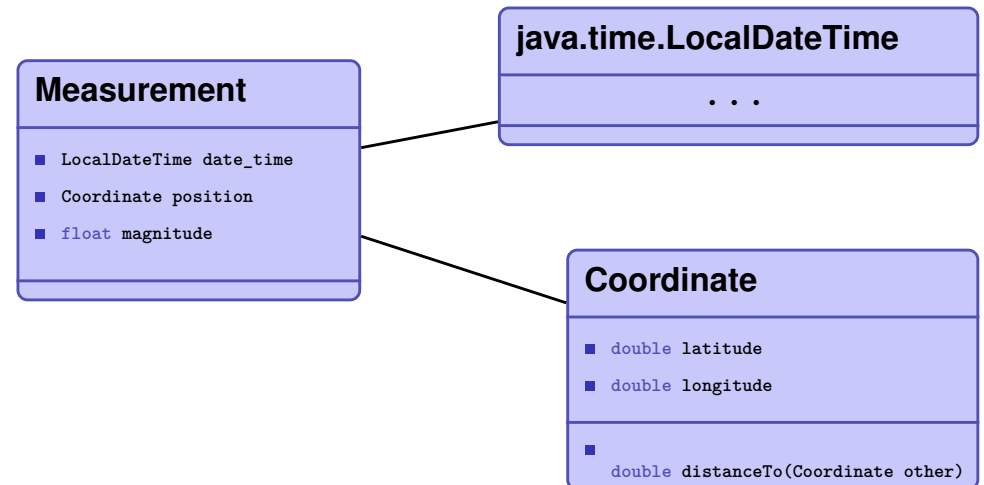 Measurement
LocalDateTime date_time
Coordinate position
float magnitude
java.time.LocalDateTime
...
Coordinate
double latitude
double longitude
double distanceTo(Coordinate other)